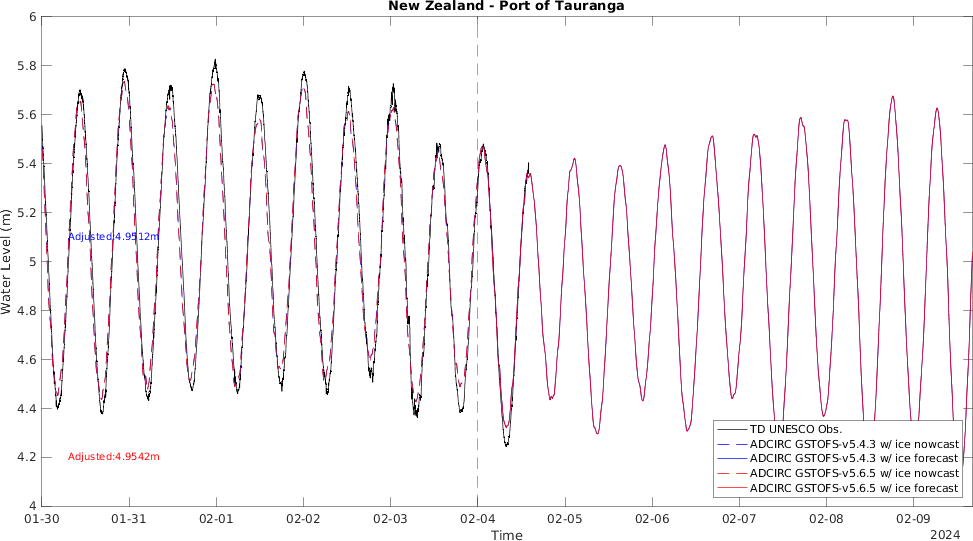 New Zealand - Port of Tauranga
6
5.8
5.6
5.4
5.2
5
4.8
4.6
4.4
4.2
4
Water Level (m)
Adjusted:4.9512m
Adjusted:4.9542m
TD UNESCO Obs.
ADCIRC GSTOFS-v5.4.3 w/ ice nowcast
ADCIRC GSTOFS-v5.4.3 w/ ice forecast
ADCIRC GSTOFS-v5.6.5 w/ ice nowcast
ADCIRC GSTOFS-v5.6.5 w/ ice forecast
01-30 01-31 02-01 02-02 02-03 02-04 02-05 02-06 02-07 02-08 02-09
Time
2024